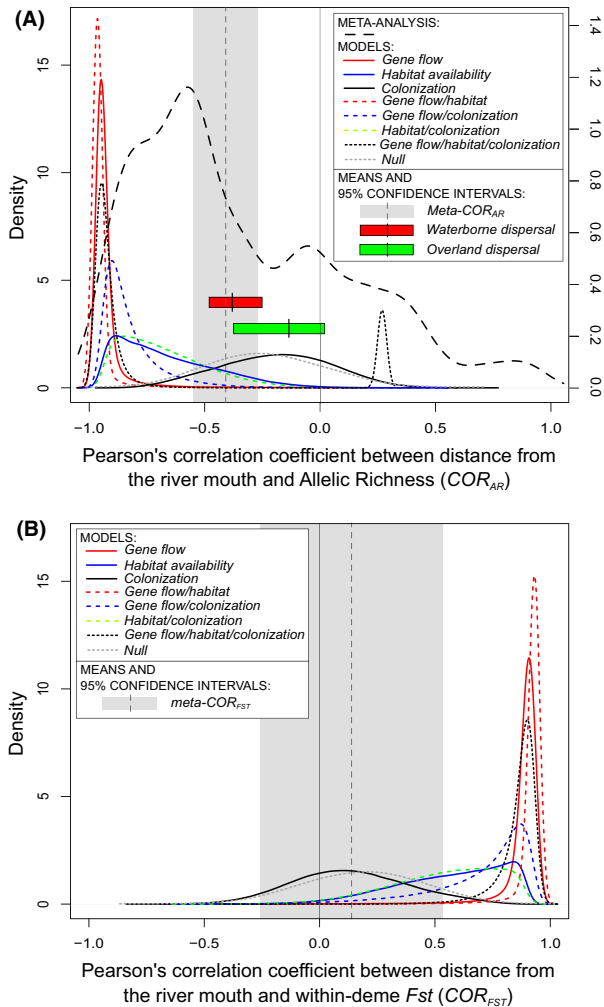 (A)
META-ANALYSIS:
MODELS:
Gene flow
Habitat availability
Colonization
Gene flow/habitat
Gene flow/colonization
Habitat/colonization
Gene flow/habitat/colonization
Null
MEANS AND
95% CONFIDENCE INTERVALS:
Meta-COR_AR
Waterborne dispersal
Overland dispersal
Density
15
10
5
0
1.4
1.2
1.0
0.8
0.6
0.4
0.2
0.0
−1.0 −0.5 0.0 0.5 1.0
Pearson's correlation coefficient between distance from
the river mouth and Allelic Richness (COR_AR)
(B)
MODELS:
Gene flow
Habitat availability
Colonization
Gene flow/habitat
Gene flow/colonization
Habitat/colonization
Gene flow/habitat/colonization
Null
MEANS AND
95% CONFIDENCE INTERVALS:
meta-COR_FST
Density
15
10
5
0
−1.0 −0.5 0.0 0.5 1.0
Pearson's correlation coefficient between distance from
the river mouth and within-deme Fst (COR_FST)